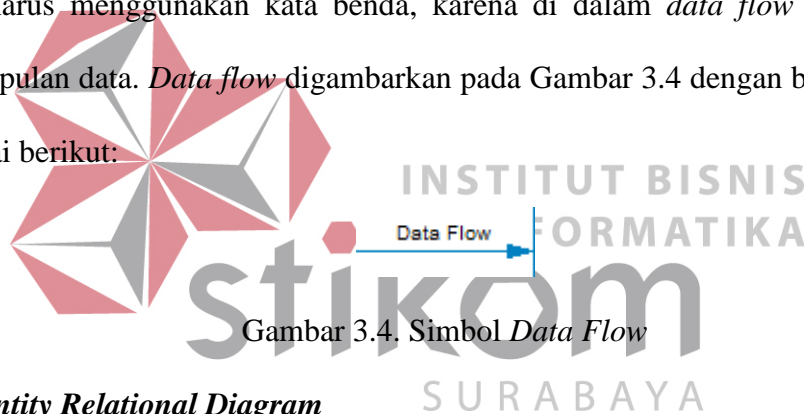 arus menggunakan kata benda, karena di dalam data flow
pulan data. Data flow digambarkan pada Gambar 3.4 dengan b
i berikut:
INSTITUT BISNIS
Data Flow
FORMATIKA
stikom
Gambar 3.4. Simbol Data Flow
SURABAYA
ntity Relational Diagram